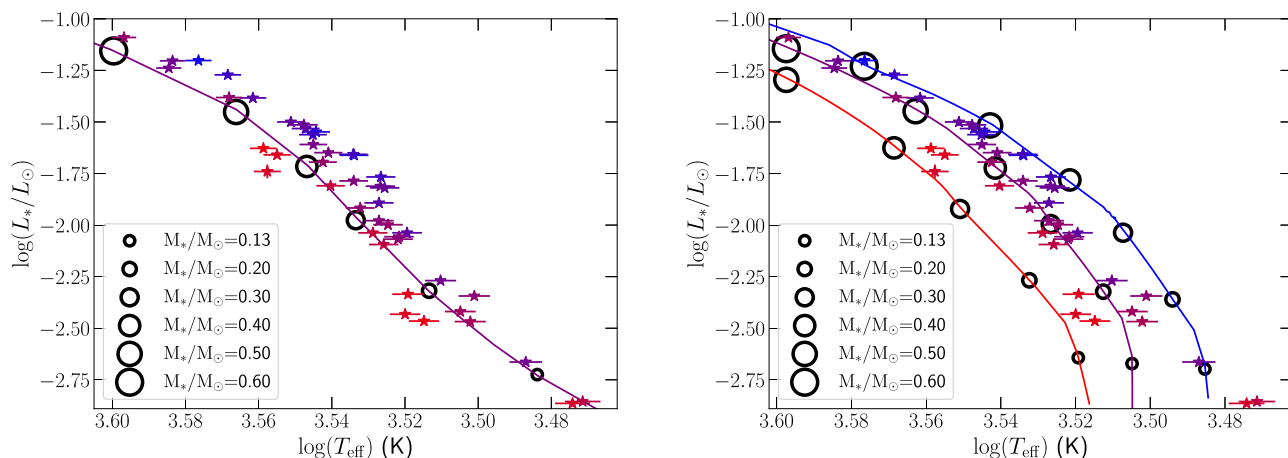 −1.00
−1.25
−1.50
−1.75
−2.00
−2.25
−2.50
−2.75
log(L*/L⊙)
M*/M⊙=0.13
M*/M⊙=0.20
M*/M⊙=0.30
M*/M⊙=0.40
M*/M⊙=0.50
M*/M⊙=0.60
3.60 3.58 3.56 3.54 3.52 3.50 3.48
log(Teff) (K)
−1.00
−1.25
−1.50
−1.75
−2.00
−2.25
−2.50
−2.75
log(L*/L⊙)
M*/M⊙=0.13
M*/M⊙=0.20
M*/M⊙=0.30
M*/M⊙=0.40
M*/M⊙=0.50
M*/M⊙=0.60
3.60 3.58 3.56 3.54 3.52 3.50 3.48
log(Teff) (K)